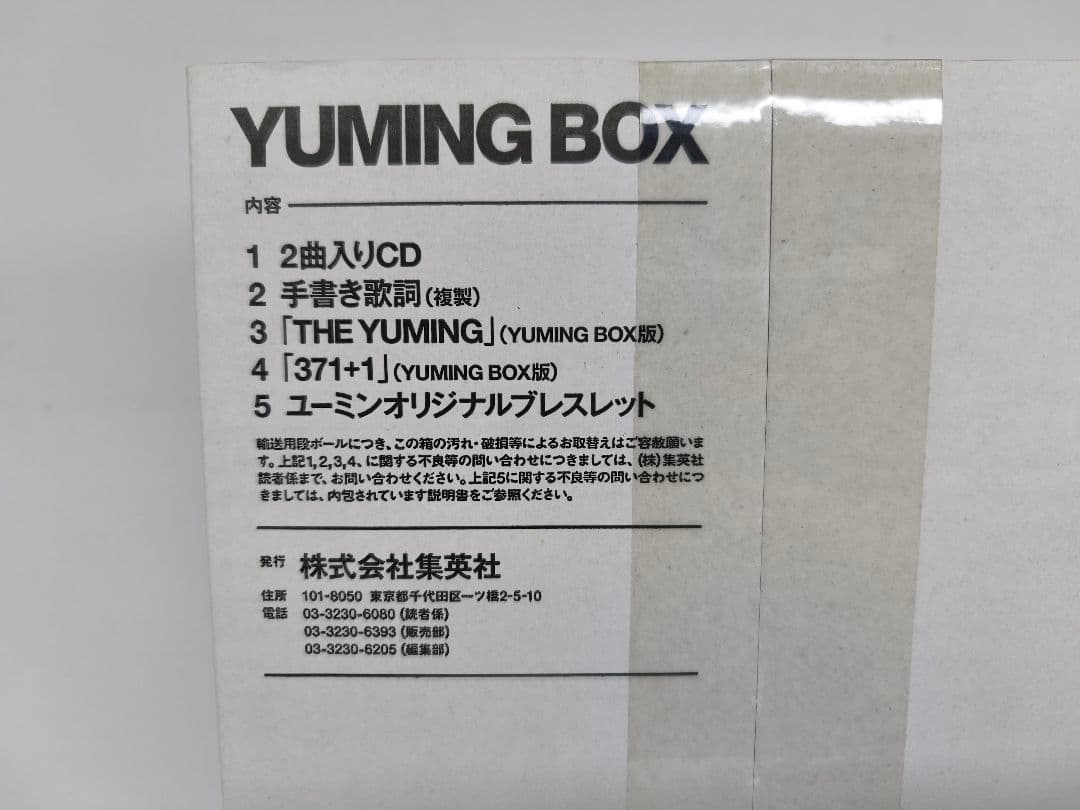 YUMING BOX
内容
1 2曲入りCD
2 手書き歌詞(複製)
3 「THE YUMING」(YUMING BOX版)
4 「371+1」(YUMING BOX版)
5 ユーミンオリジナルブレスレット
輸送用段ボールにつき、この箱の汚れ・破損等によるお取替えはご容赦願いま
す。上記1,2,3,4、に関する不良等の問い合わせにつきましては、(株)集英社
読者係まで、お問い合わせください。上記5に関する不良等の問い合わせにつ
きましては、内包されています説明書をご参照ください。
発行 株式会社集英社
住所 101-8050 東京都千代田区一ツ橋2-5-10
電話 03-3230-6080(読者係)
03-3230-6393(販売部)
03-3230-6205(編集部)